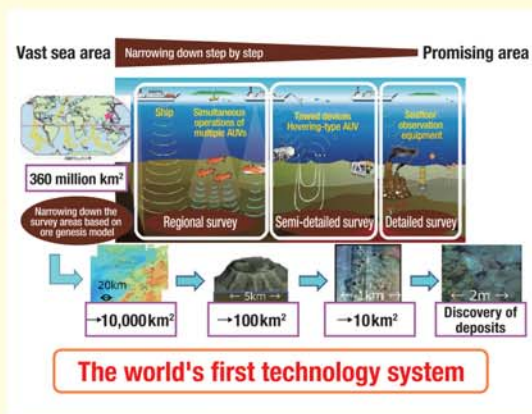 Vast sea area
Narrowing down step by step
Promising area
Ship
Simultaneous
operations of
multiple AUVs
Towed devices
Hovering-type AUV
Seafloor
observation
equipment
360 million km²
Narrowing down the
survey areas based on
ore genesis model
Regional survey
Semi-detailed survey
Detailed survey
20km
5km
1km
2m
→10,000km²
→100km²
→10km²
Discovery of
deposits
The world's first technology system